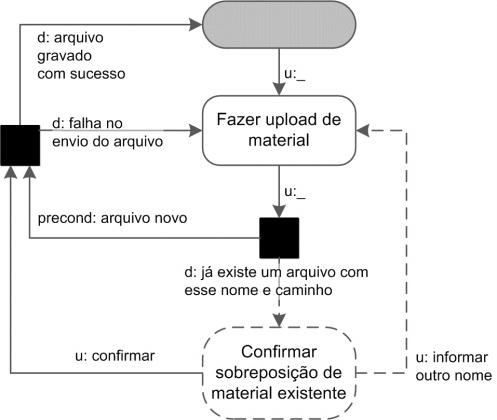 d: arquivo
gravado
com sucesso
u:_
Fazer upload de
material
d: falha no
envio do arquivo
u:_
precond: arquivo novo
d: já existe um arquivo com
esse nome e caminho
Confirmar
sobreposição de
material existente
u: confirmar
u: informar
outro nome